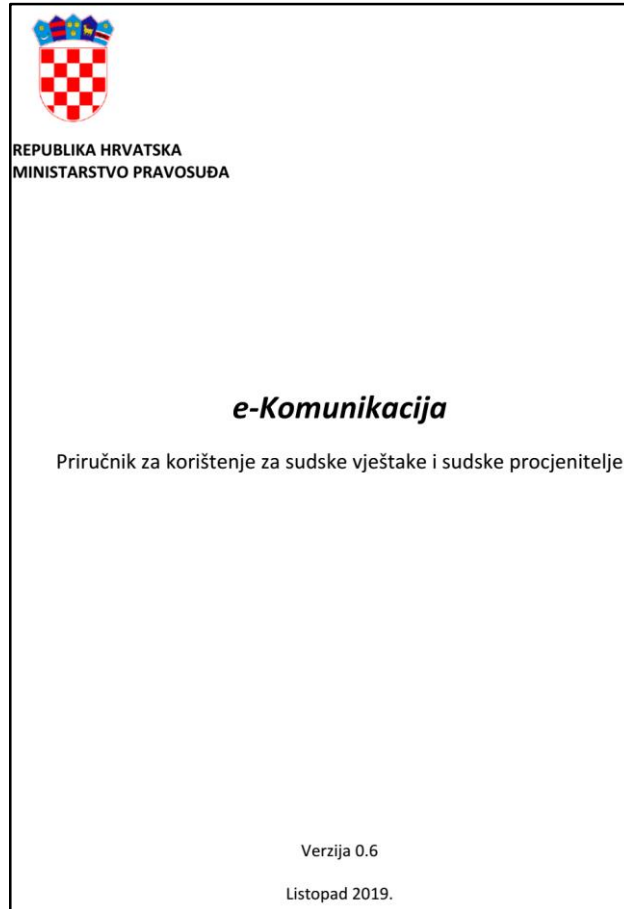 REPUBLIKA HRVATSKA
MINISTARSTVO PRAVOSUĐA
e-Komunikacija
Priručnik za korištenje za sudske vještake i sudske procjenitelje
Verzija 0.6
Listopad 2019.